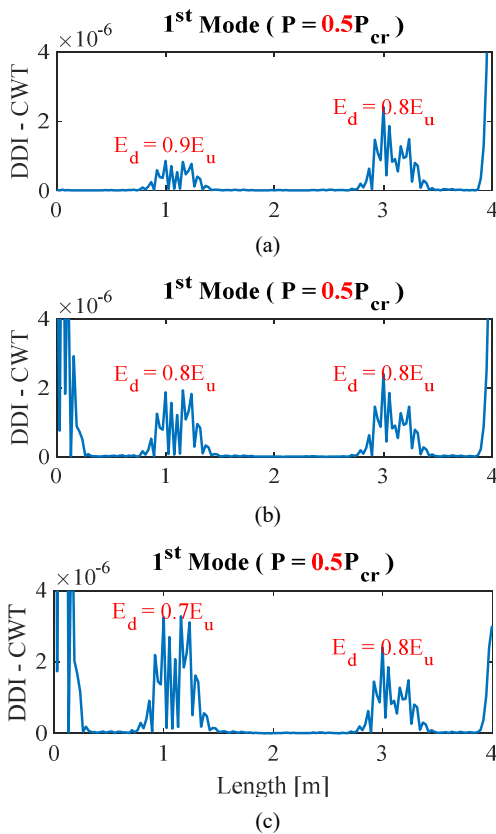 1st Mode ( P = 0.5Pcr)
×10-6
DDI - CWT
4
2
0
Ed = 0.9Eu
Ed = 0.8Eu
0 1 2 3 4
(a)
1st Mode ( P = 0.5Pcr)
×10-6
DDI - CWT
4
2
0
Ed = 0.8Eu
Ed = 0.8Eu
0 1 2 3 4
(b)
1st Mode ( P = 0.5Pcr)
×10-6
DDI - CWT
4
2
0
Ed = 0.7Eu
Ed = 0.8Eu
0 1 2 3 4
Length [m]
(c)